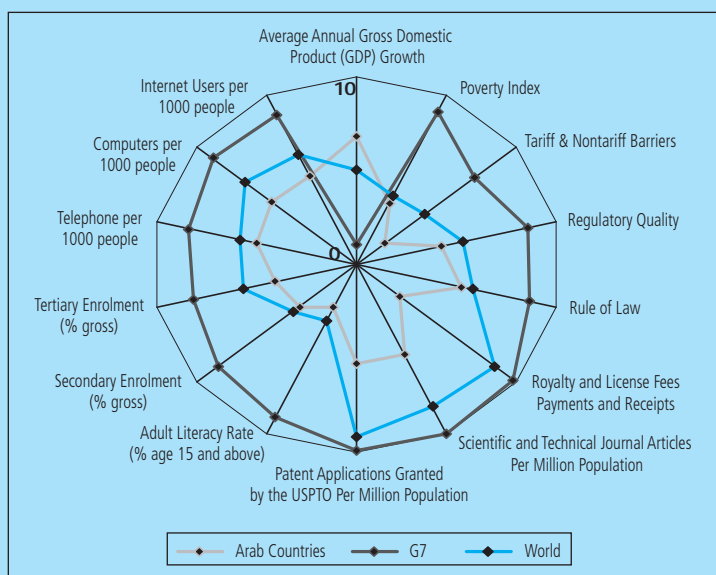 Average Annual Gross Domestic
Product (GDP) Growth
10
Poverty Index
Tariff & Nontariff Barriers
Regulatory Quality
Rule of Law
Royalty and License Fees
Payments and Receipts
Scientific and Technical Journal Articles
Per Million Population
Patent Applications Granted
by the USPTO Per Million Population
Adult Literacy Rate
(% age 15 and above)
Secondary Enrolment
(% gross)
Tertiary Enrolment
(% gross)
Telephone per
1000 people
Computers per
1000 people
Internet Users per
1000 people
0
Arab Countries
G7
World